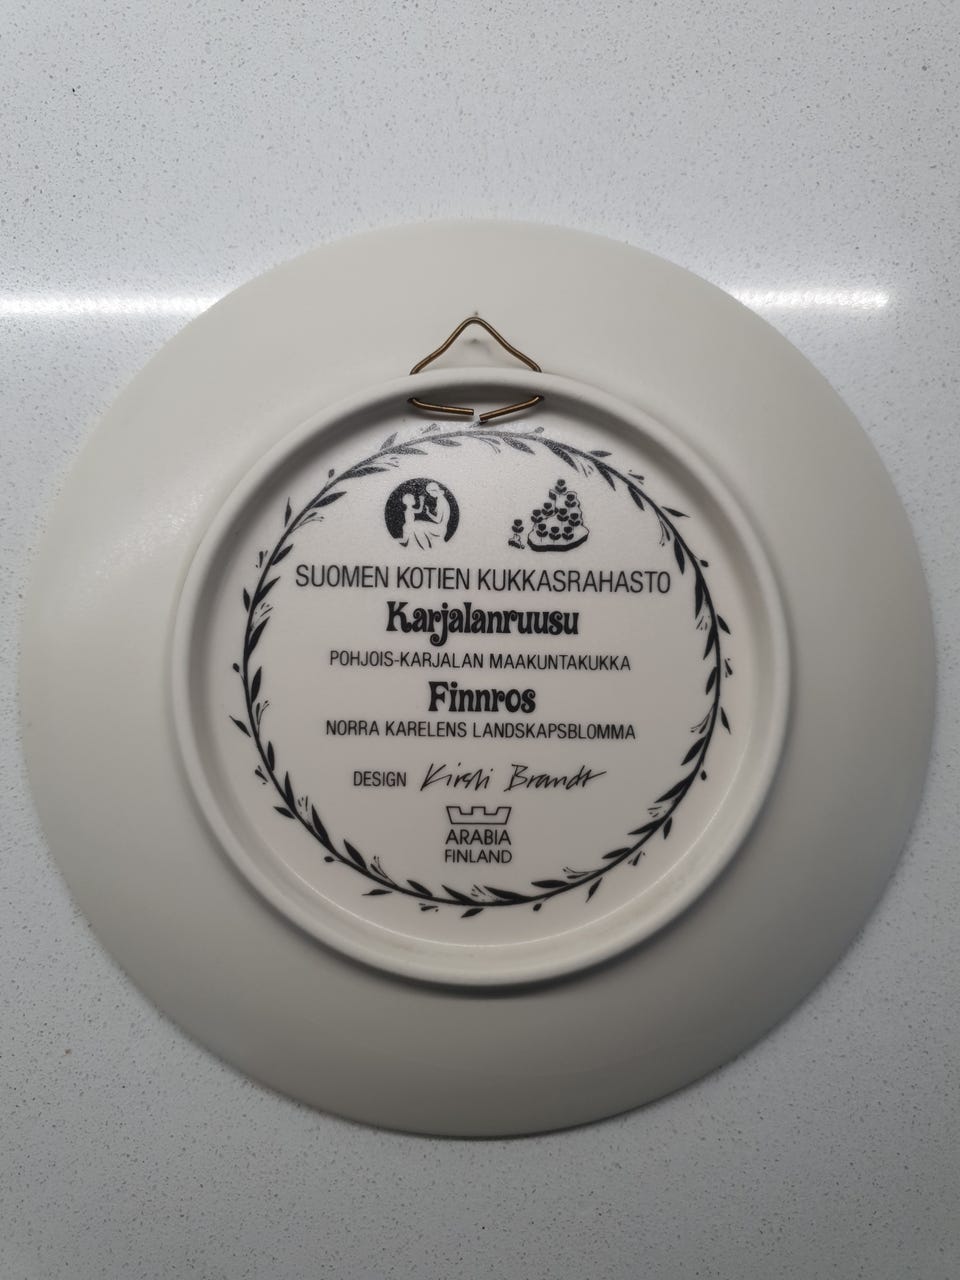 SUOMEN KOTIEN KUKKASRAHASTO
Karjalanruusu
POHJOIS-KARJALAN MAAKUNTAKUKKA
Finnros
NORRA KARELENS LANDSKAPSBLOMMA
DESIGN Kirsti Brandt
ARABIA
FINLAND